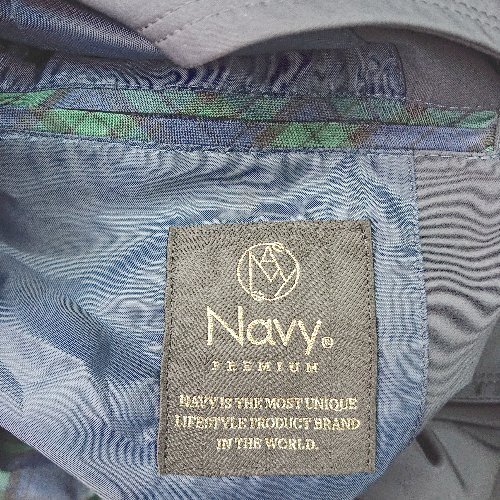 Navy®
PREMIUM
NAVY IS THE MOST UNIQUE
LIFESTYLE PRODUCT BRAND
IN THE WORLD.